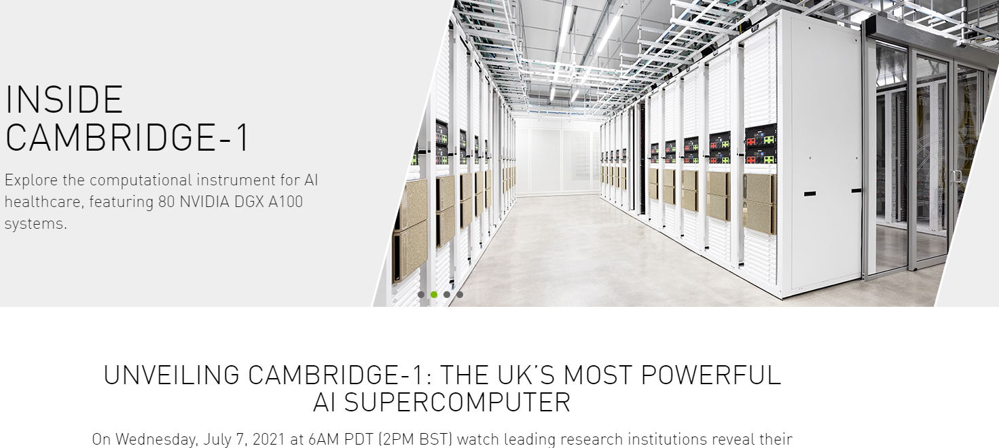 INSIDE
CAMBRIDGE-1
Explore the computational instrument for AI
healthcare, featuring 80 NVIDIA DGX A100
systems.
UNVEILING CAMBRIDGE-1: THE UK’S MOST POWERFUL
AI SUPERCOMPUTER
On Wednesday, July 7, 2021 at 6AM PDT (2PM BST) watch leading research institutions reveal their